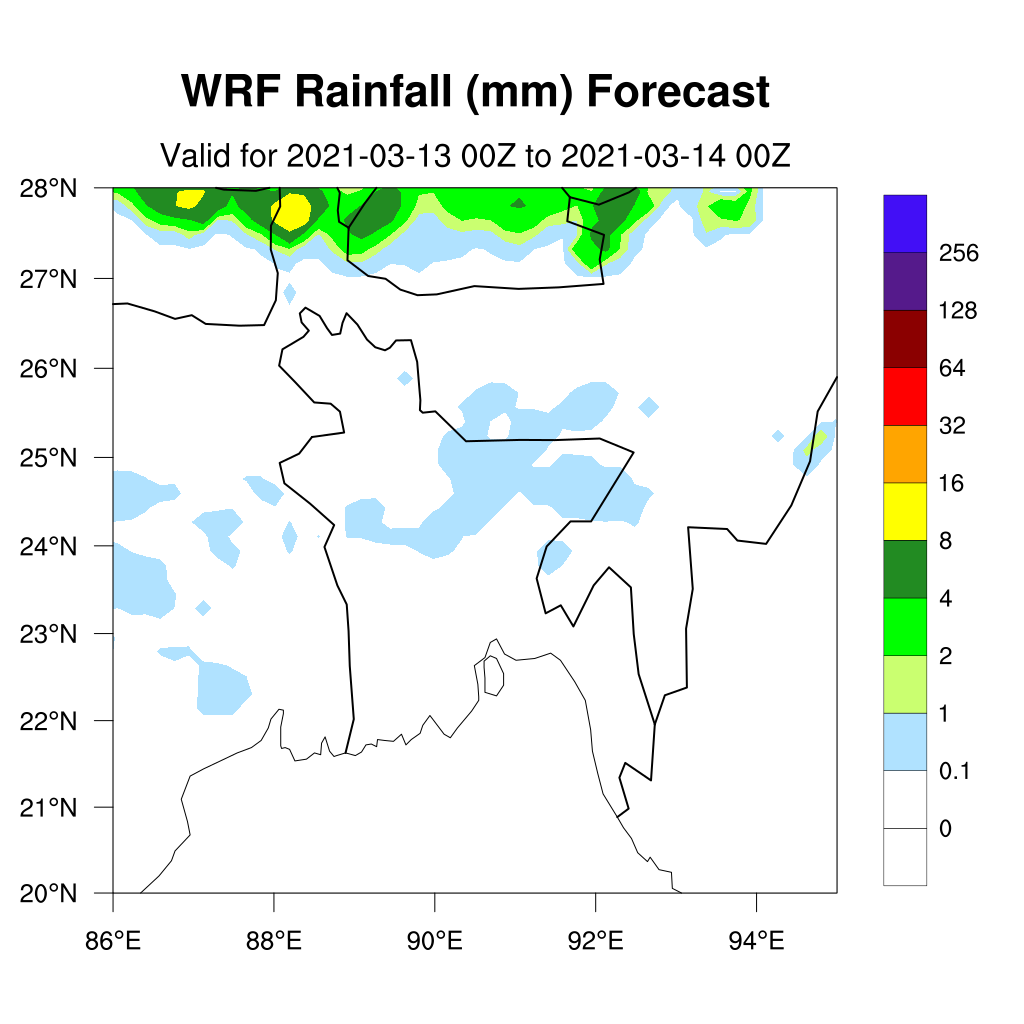 WRF Rainfall (mm) Forecast
Valid for 2021-03-13 00Z to 2021-03-14 00Z
28°N
27°N
26°N
25°N
24°N
23°N
22°N
21°N
20°N
86°E 88°E 90°E 92°E 94°E
256
128
64
32
16
8
4
2
1
0.1
0